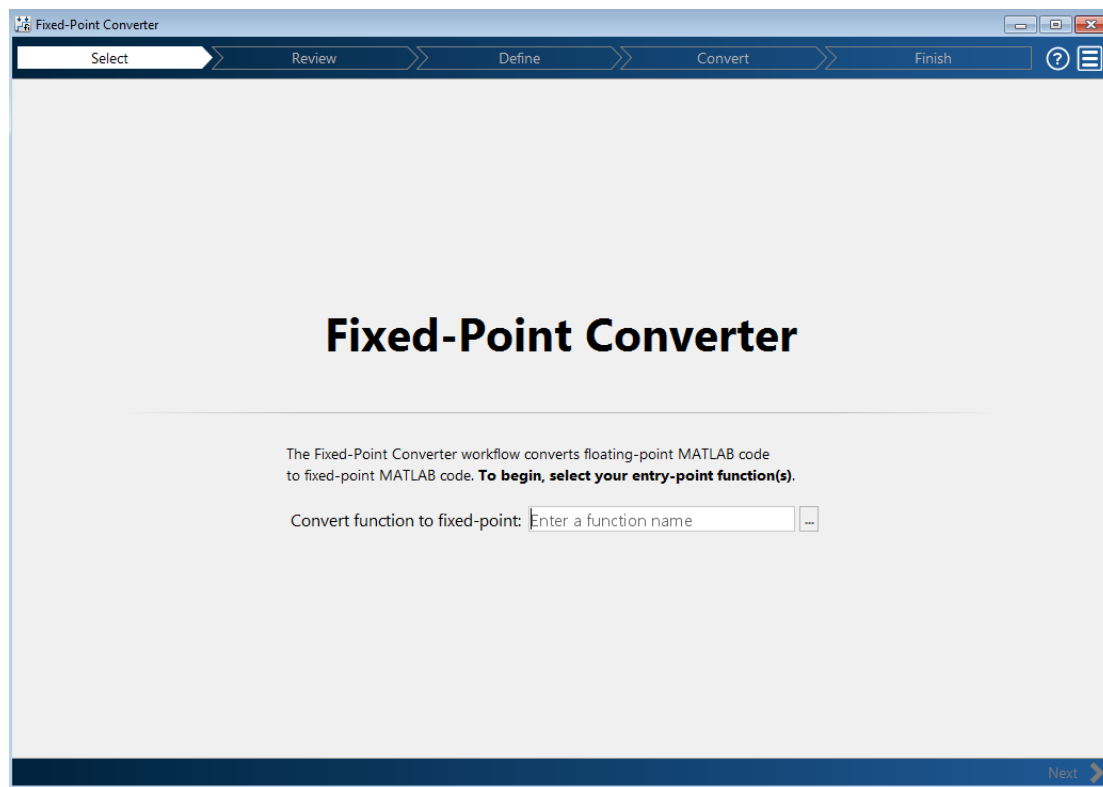 Fixed-Point Converter
Select Review Define Convert Finish ?
Fixed-Point Converter
The Fixed-Point Converter workflow converts floating-point MATLAB code
to fixed-point MATLAB code. To begin, select your entry-point function(s).
Convert function to fixed-point: Enter a function name ...
Next